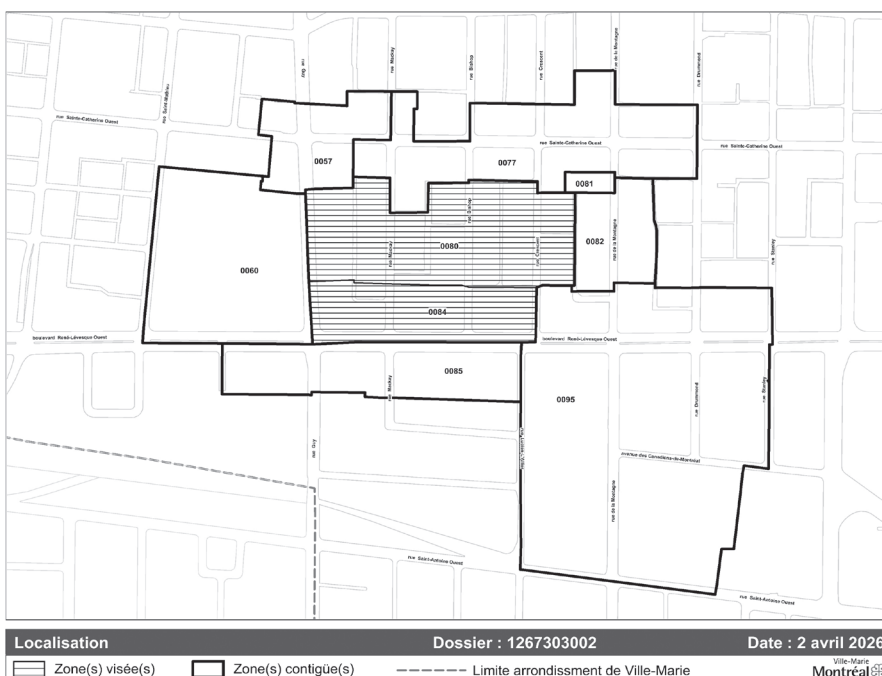 rue Guy
rue Mackay
rue Bishop
rue Crescent
rue de la Montagne
rue Drummond
rue Saint-Mathieu
rue Sainte-Catherine Ouest
rue Sainte-Catherine Ouest
rue Sainte-Catherine Ouest
0057
0077
0081
0060
rue Bishop
0080
0082
rue Mackay
rue Crescent
rue de la Montagne
rue Stanley
0084
boulevard René-Lévesque Ouest
boulevard René-Lévesque Ouest
0085
0095
rue Mackay
rue Drummond
rue Stanley
rue Guy
avenue des Canadiens-de-Montréal
rue de la Montagne
rue Saint-Antoine Ouest
rue Saint-Antoine Ouest
Localisation Dossier : 1267303002 Date : 2 avril 2026
Zone(s) visée(s) Zone(s) contigüe(s) Limite arrondissment de Ville-Marie
Ville-Marie
Montréal